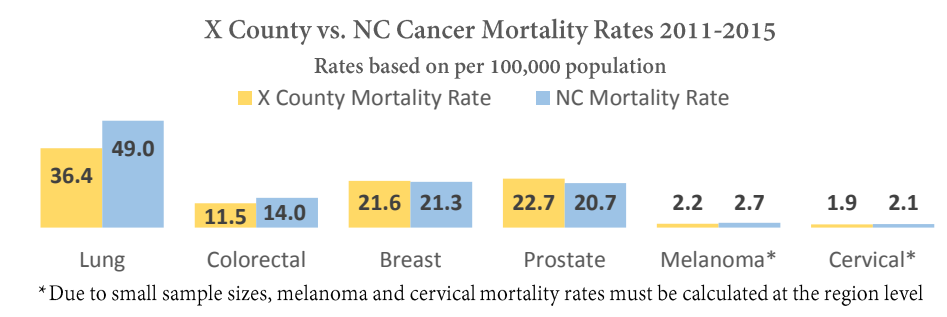 X County vs. NC Cancer Mortality Rates 2011-2015
Rates based on per 100,000 population
X County Mortality Rate NC Mortality Rate
36.4 49.0 11.5 14.0 21.6 21.3 22.7 20.7 2.2 2.7 1.9 2.1
Lung Colorectal Breast Prostate Melanoma* Cervical*
*Due to small sample sizes, melanoma and cervical mortality rates must be calculated at the region level